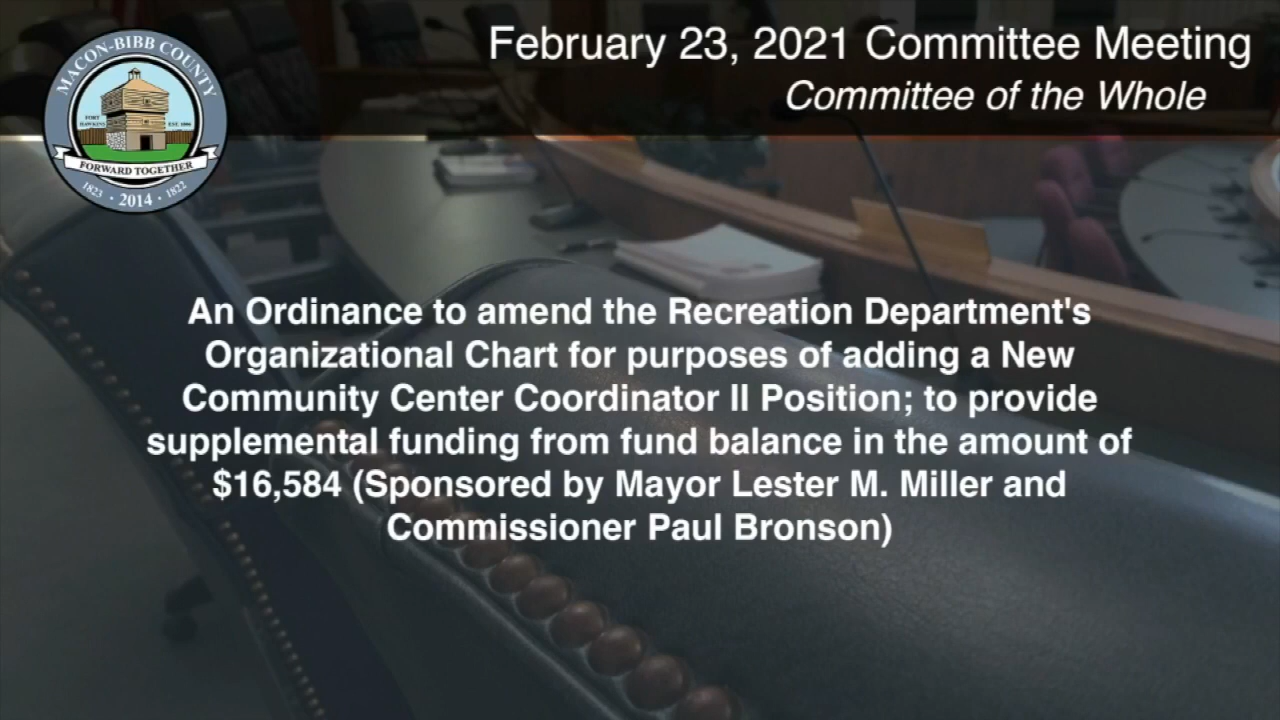 February 23, 2021 Committee Meeting
Committee of the Whole
MACON-BIBB COUNTY
FORT HAWKINS EST. 1806
FORWARD TOGETHER
1823 · 2014 · 1822
An Ordinance to amend the Recreation Department's
Organizational Chart for purposes of adding a New
Community Center Coordinator II Position; to provide
supplemental funding from fund balance in the amount of
$16,584 (Sponsored by Mayor Lester M. Miller and
Commissioner Paul Bronson)